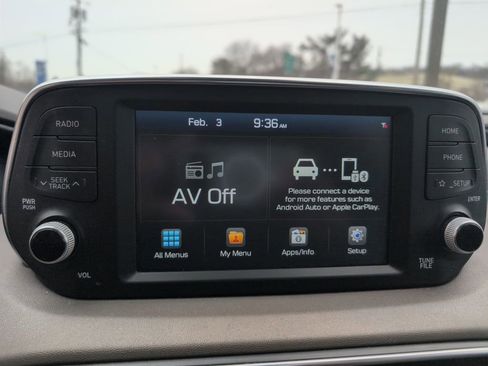 Feb. 3 9:36 AM
RADIO
MEDIA
SEEK
TRACK
PWR
PUSH
VOL
AV Off
Please connect a device
for more features such as
Android Auto or Apple CarPlay.
All Menus My Menu Apps/Info Setup
HOME
PHONE
SETUP
ENTER
TUNE
FILE